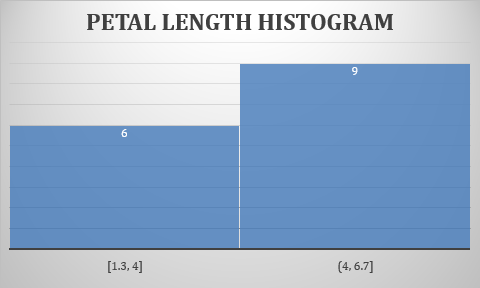 PETAL LENGTH HISTOGRAM
9
6
[1.3, 4]
(4, 6.7]